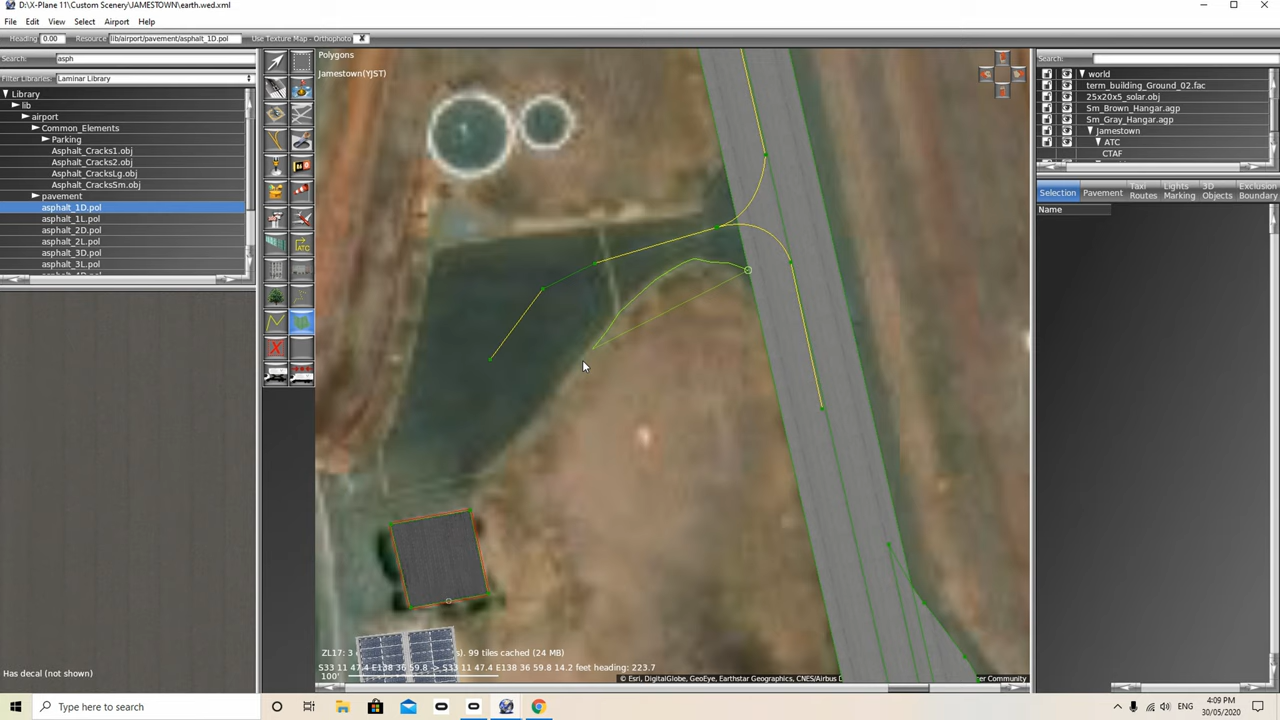 D:\X-Plane 11\Custom Scenery\JAMESTOWN\earth.wed.xml
File Edit View Select Airport Help
Heading 0.00 Resource lib/airport/pavement/asphalt_1D.pol Use Texture Map - Orthophoto
Search: asph
Filter Libraries: Laminar Library
Library
lib
airport
Common_Elements
Parking
Asphalt_Cracks1.obj
Asphalt_Cracks2.obj
Asphalt_CracksLg.obj
Asphalt_CracksSm.obj
pavement
asphalt_1D.pol
asphalt_1L.pol
asphalt_2D.pol
asphalt_2L.pol
asphalt_3D.pol
asphalt_3L.pol
Has decal (not shown)
Polygons
Jamestown(YJST)
ATC
ZL17: 3 s). 99 tiles cached (24 MB)
S33 11 47.4 E138 36 59.8 -> S33 11 47.4 E138 36 59.8 14.2 feet heading: 223.7
100'
© Esri, DigitalGlobe, GeoEye, Earthstar Geographics, CNES/Airbus Community
Search:
world
term_building_Ground_02.fac
25x20x5_solar.obj
Sm_Brown_Hangar.agp
Sm_Gray_Hangar.agp
Jamestown
ATC
CTAF
Selection Pavement Taxi Routes Lights Marking 3D Objects Exclusion Boundary
Name
Type here to search
ENG
4:09 PM
30/05/2020